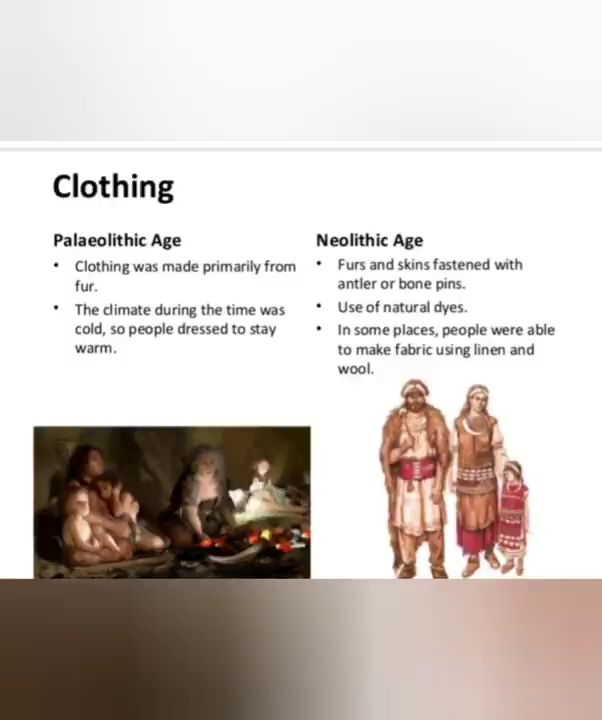 Clothing
Palaeolithic Age
• Clothing was made primarily from
fur.
• The climate during the time was
cold, so people dressed to stay
warm.
Neolithic Age
• Furs and skins fastened with
antler or bone pins.
• Use of natural dyes.
• In some places, people were able
to make fabric using linen and
wool.